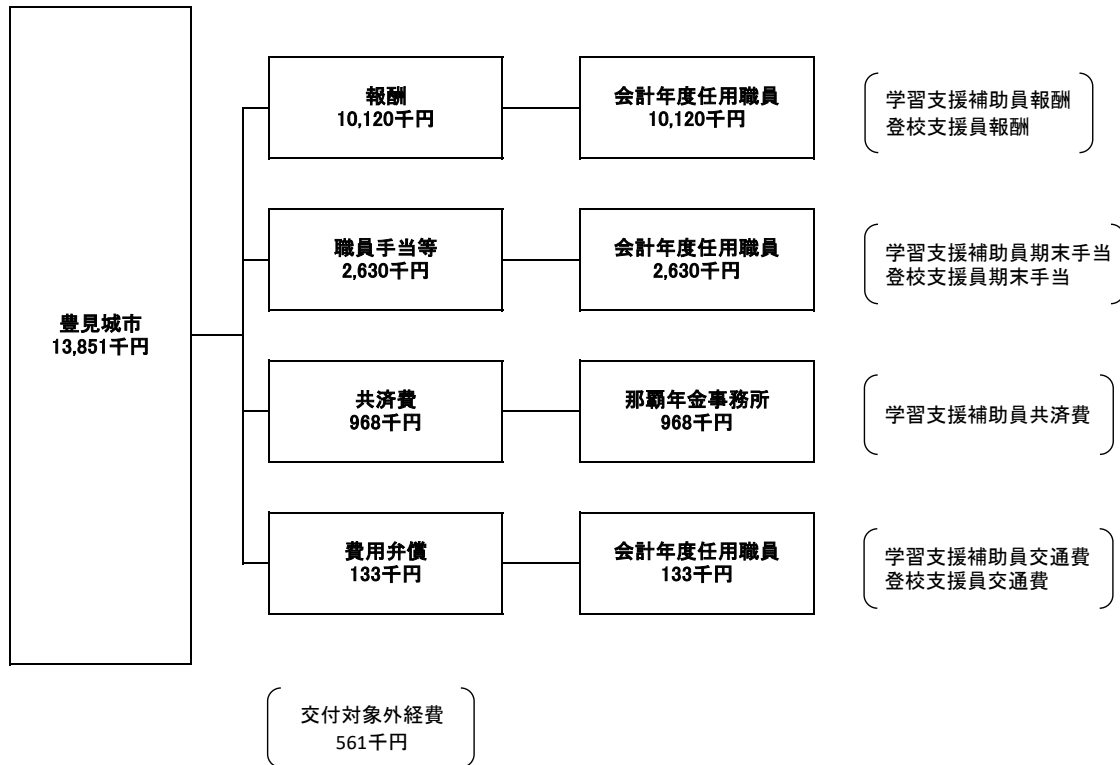 豊見城市
13,851千円
報酬
10,120千円
会計年度任用職員
10,120千円
学習支援補助員報酬
登校支援員報酬
職員手当等
2,630千円
会計年度任用職員
2,630千円
学習支援補助員期末手当
登校支援員期末手当
共済費
968千円
那覇年金事務所
968千円
学習支援補助員共済費
費用弁償
133千円
会計年度任用職員
133千円
学習支援補助員交通費
登校支援員交通費
交付対象外経費
561千円